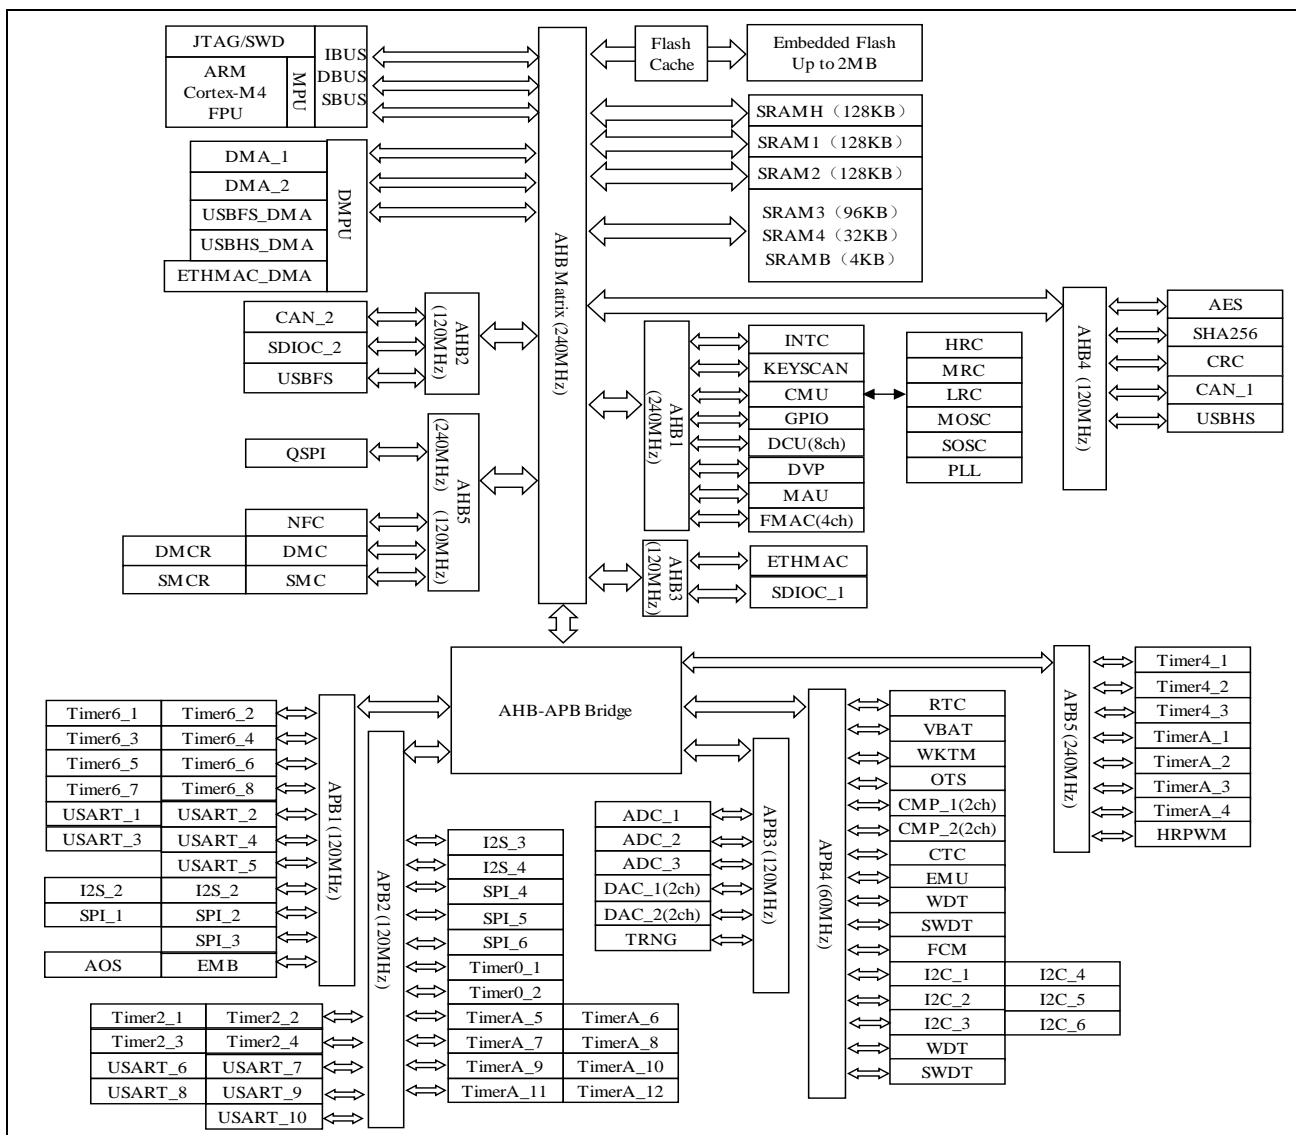 JTAG/SWD
ARM
Cortex-M4
FPU
MPU
IBUS
DBUS
SBUS
DMA_1
DMA_2
USBFS_DMA
USBHS_DMA
ETHMAC_DMA
DMPU
CAN_2
SDIOC_2
USBFS
AHB2
(120MHz)
QSPI
NFC
DMCR
DMC
SMCR
SMC
AHB5
(240MHz) (120MHz)
AHB Matrix (240MHz)
Flash
Cache
Embedded Flash
Up to 2MB
SRAMH（128KB）
SRAM1（128KB）
SRAM2（128KB）
SRAM3（96KB）
SRAM4（32KB）
SRAMB（4KB）
AHB1
(240MHz)
INTC
KEYSCAN
CMU
GPIO
DCU(8ch)
DVP
MAU
FMAC(4ch)
HRC
MRC
LRC
MOSC
SOSC
PLL
AHB4 (120MHz)
AES
SHA256
CRC
CAN_1
USBHS
AHB3
(120MHz)
ETHMAC
SDIOC_1
AHB-APB Bridge
Timer6_1
Timer6_2
Timer6_3
Timer6_4
Timer6_5
Timer6_6
Timer6_7
Timer6_8
USART_1
USART_2
USART_3
USART_4
USART_5
I2S_2
I2S_2
SPI_1
SPI_2
SPI_3
AOS
EMB
APB1 (120MHz)
Timer2_1
Timer2_2
Timer2_3
Timer2_4
USART_6
USART_7
USART_8
USART_9
USART_10
APB2 (120MHz)
I2S_3
I2S_4
SPI_4
SPI_5
SPI_6
Timer0_1
Timer0_2
TimerA_5
TimerA_6
TimerA_7
TimerA_8
TimerA_9
TimerA_10
TimerA_11
TimerA_12
ADC_1
ADC_2
ADC_3
DAC_1(2ch)
DAC_2(2ch)
TRNG
APB3 (120MHz)
APB4 (60MHz)
RTC
VBAT
WKTM
OTS
CMP_1(2ch)
CMP_2(2ch)
CTC
EMU
WDT
SWDT
FCM
I2C_1
I2C_4
I2C_2
I2C_5
I2C_3
I2C_6
WDT
SWDT
APB5 (240MHz)
Timer4_1
Timer4_2
Timer4_3
TimerA_1
TimerA_2
TimerA_3
TimerA_4
HRPWM